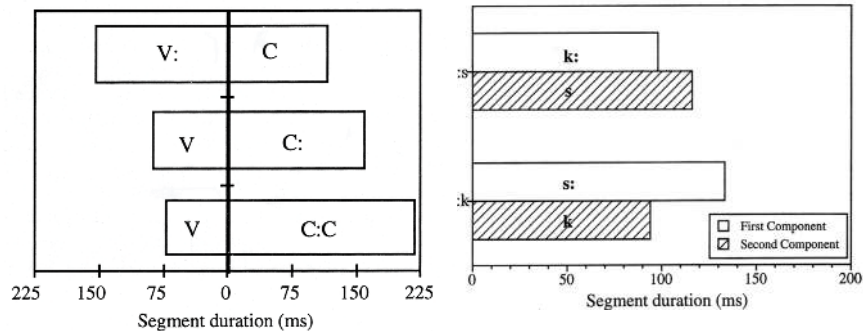 V: C
V C:
V C:C
225 150 75 0 75 150 225
Segment duration (ms)
k:
:s
s
s:
:k
k
First Component
Second Component
0 50 100 150 200
Segment duration (ms)